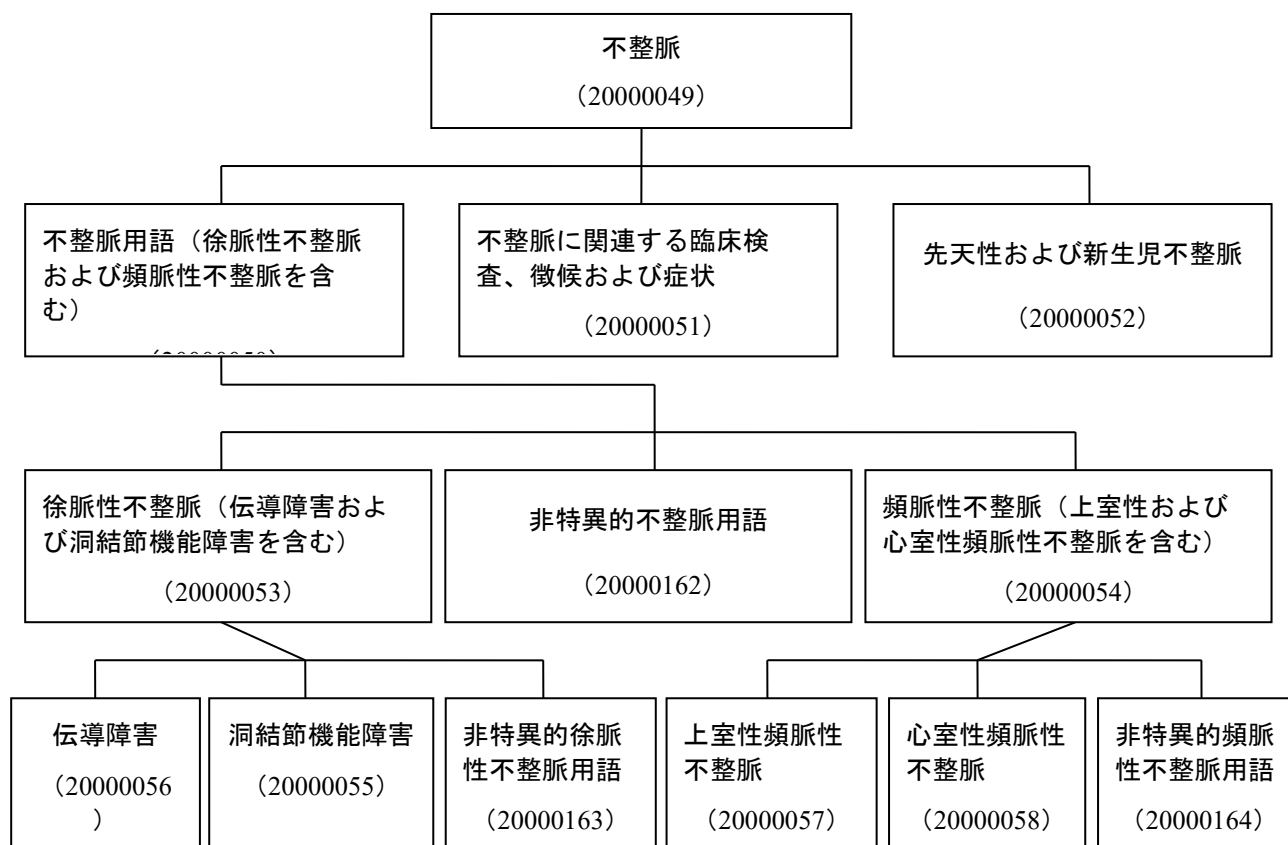 不整脈
（20000049）
不整脈用語（徐脈性不整脈
および頻脈性不整脈を含
む）
不整脈に関連する臨床検
査、徴候および症状
（20000051）
先天性および新生児不整脈
（20000052）
徐脈性不整脈（伝導障害およ
び洞結節機能障害を含む）
（20000053）
非特異的不整脈用語
（20000162）
頻脈性不整脈（上室性および
心室性頻脈性不整脈を含む）
（20000054）
伝導障害
（20000056
）
洞結節機能障害
（20000055）
非特異的徐脈
性不整脈用語
（20000163）
上室性頻脈性
不整脈
（20000057）
心室性頻脈性
不整脈
（20000058）
非特異的頻脈
性不整脈用語
（20000164）